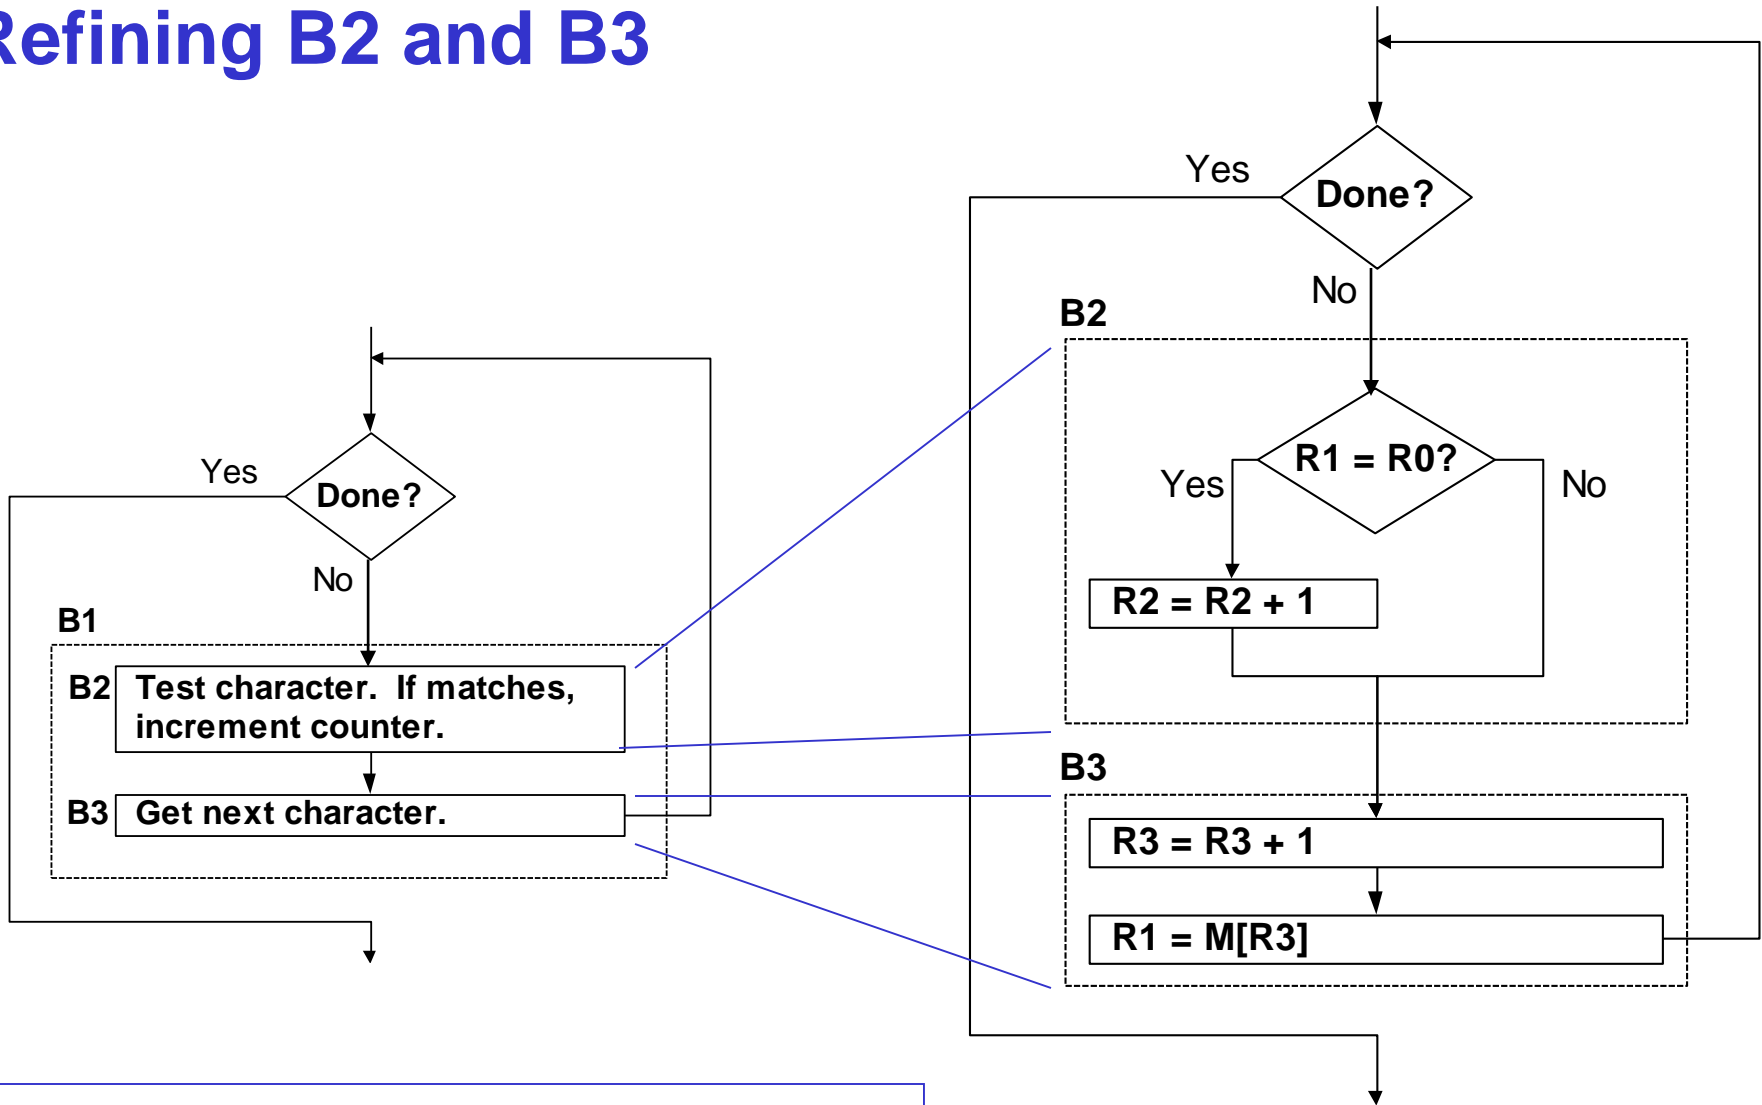 Refining B2 and B3
Yes
Done?
No
B1
B2
Test character. If matches,
increment counter.
B3
Get next character.
Yes
Done?
No
B2
R1 = R0?
Yes
No
R2 = R2 + 1
B3
R3 = R3 + 1
R1 = M[R3]